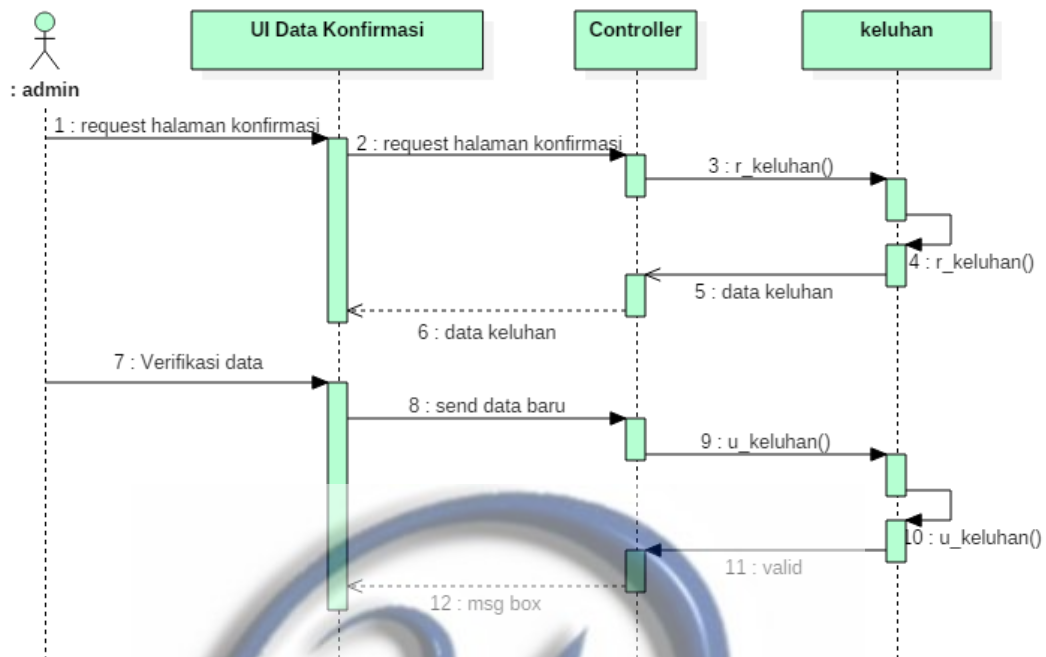 UI Data Konfirmasi
Controller
keluhan
: admin
1 : request halaman konfirmasi
2 : request halaman konfirmasi
3 : r_keluhan()
4 : r_keluhan()
5 : data keluhan
6 : data keluhan
7 : Verifikasi data
8 : send data baru
9 : u_keluhan()
10 : u_keluhan()
11 : valid
12 : msg box